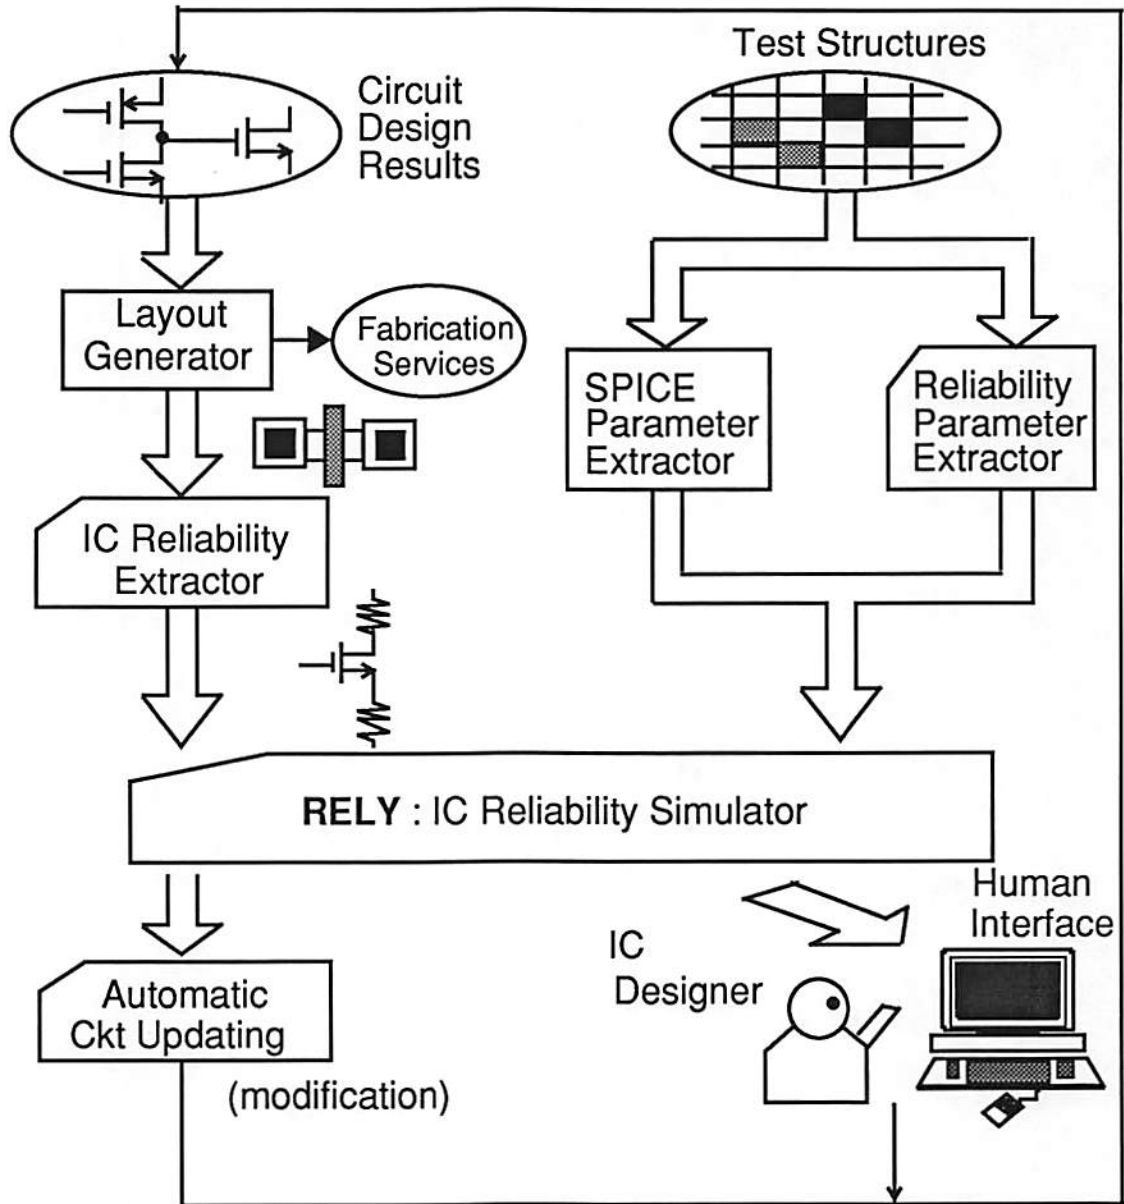 Test Structures
Circuit
Design
Results
Layout
Generator
Fabrication
Services
SPICE
Parameter
Extractor
Reliability
Parameter
Extractor
IC Reliability
Extractor
RELY : IC Reliability Simulator
Human
Interface
IC
Designer
Automatic
Ckt Updating
(modification)